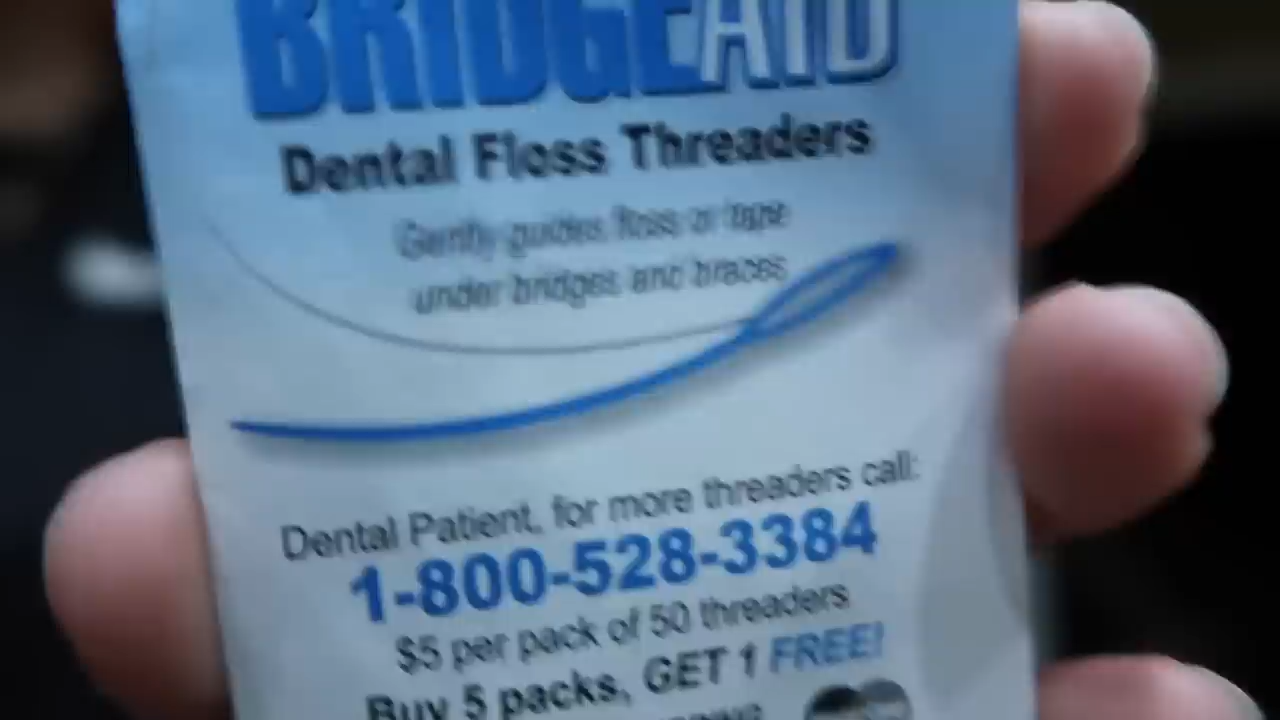 BRIDGEAID
Dental Floss Threaders
Gently guides floss or tape
under bridges and braces
Dental Patient, for more threaders call:
1-800-528-3384
$5 per pack of 50 threaders
Buy 5 packs, GET 1 FREE!